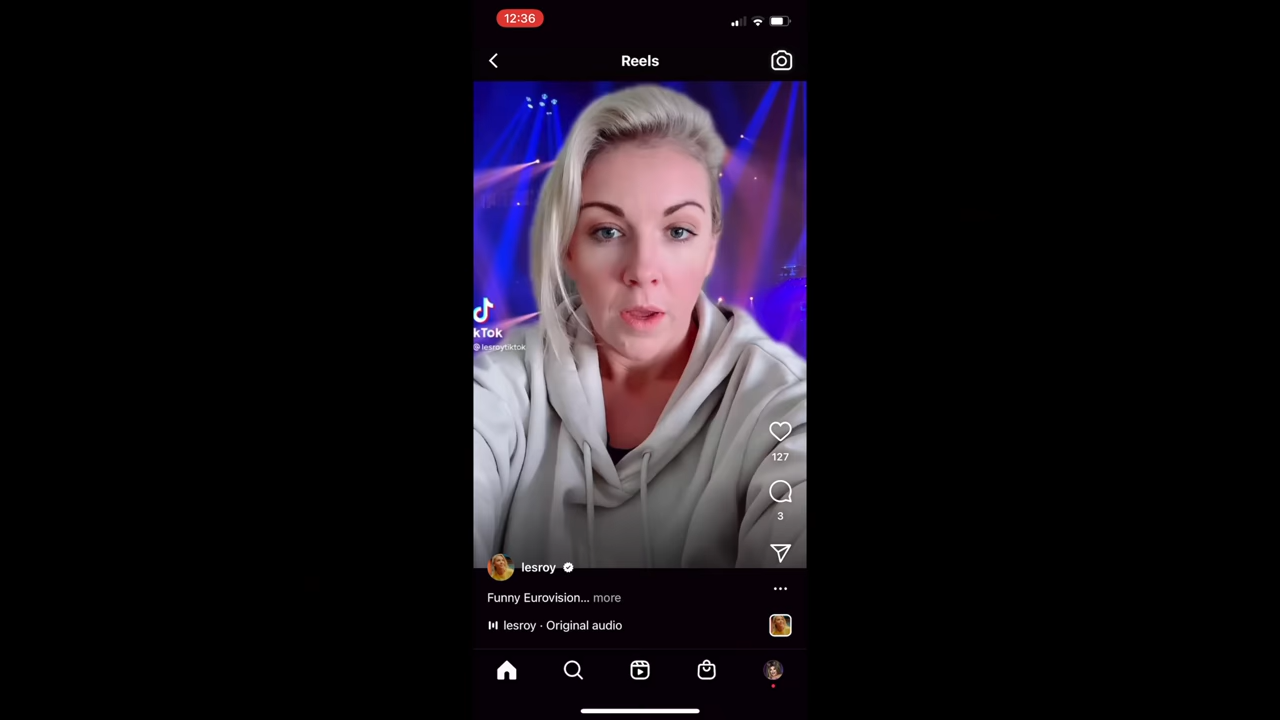 12:36
Reels
kTok
@lesroytiktok
127
3
lesroy
Funny Eurovision... more
lesroy · Original audio